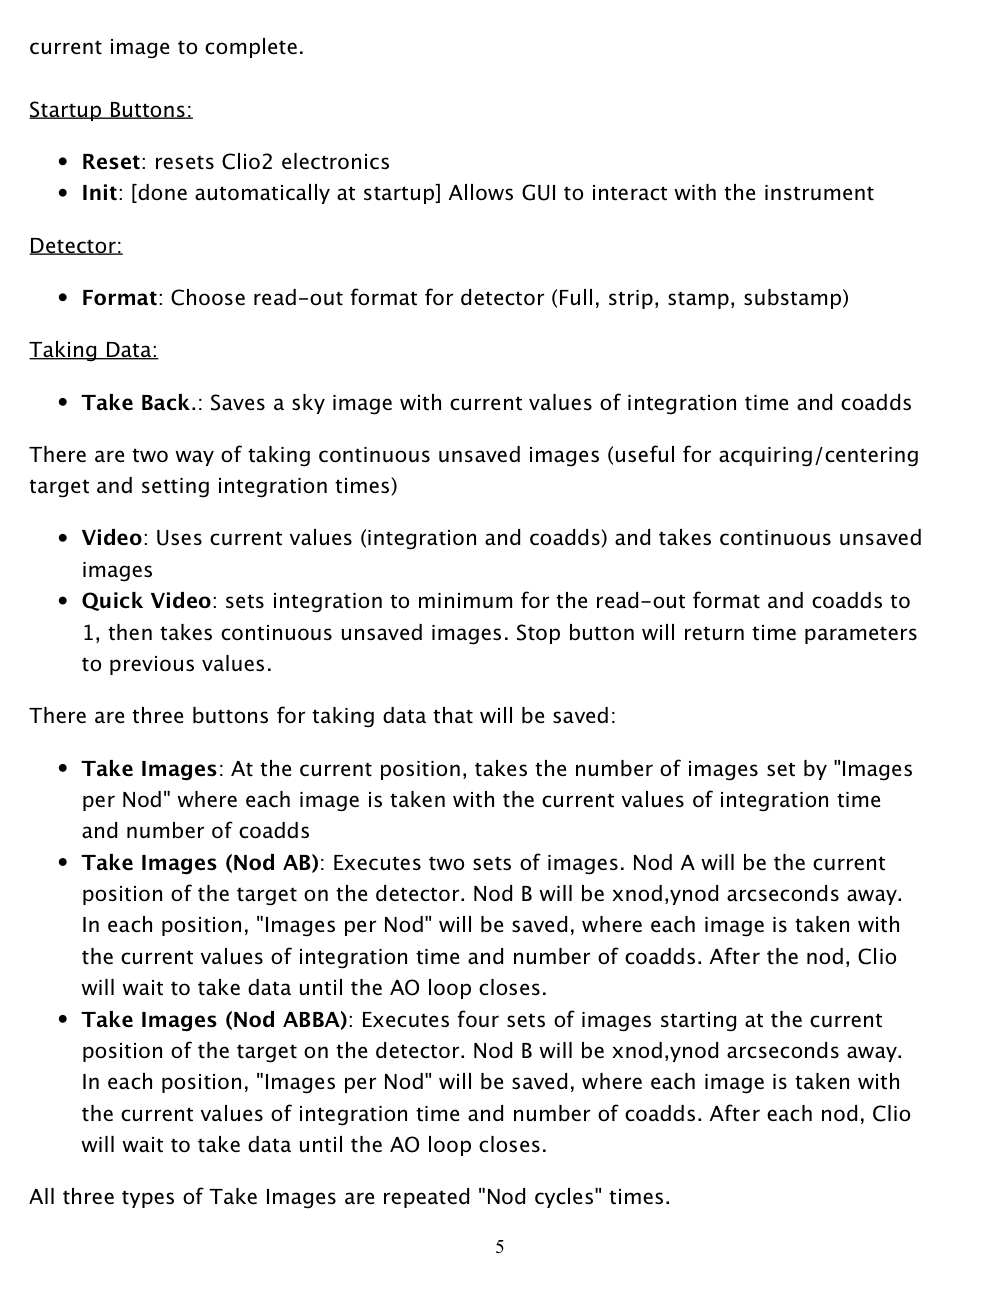 current image to complete.
Startup Buttons:
• Reset: resets Clio2 electronics
• Init: [done automatically at startup] Allows GUI to interact with the instrument
Detector:
• Format: Choose read-out format for detector (Full, strip, stamp, substamp)
Taking Data:
• Take Back.: Saves a sky image with current values of integration time and coadds
There are two way of taking continuous unsaved images (useful for acquiring/centering
target and setting integration times)
• Video: Uses current values (integration and coadds) and takes continuous unsaved
images
• Quick Video: sets integration to minimum for the read-out format and coadds to
1, then takes continuous unsaved images. Stop button will return time parameters
to previous values.
There are three buttons for taking data that will be saved:
• Take Images: At the current position, takes the number of images set by "Images
per Nod" where each image is taken with the current values of integration time
and number of coadds
• Take Images (Nod AB): Executes two sets of images. Nod A will be the current
position of the target on the detector. Nod B will be xnod,ynod arcseconds away.
In each position, "Images per Nod" will be saved, where each image is taken with
the current values of integration time and number of coadds. After the nod, Clio
will wait to take data until the AO loop closes.
• Take Images (Nod ABBA): Executes four sets of images starting at the current
position of the target on the detector. Nod B will be xnod,ynod arcseconds away.
In each position, "Images per Nod" will be saved, where each image is taken with
the current values of integration time and number of coadds. After each nod, Clio
will wait to take data until the AO loop closes.
All three types of Take Images are repeated "Nod cycles" times.
5